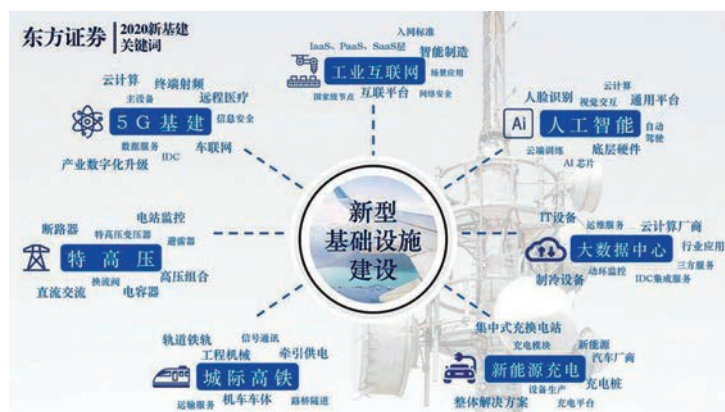 东方证券
2020新基建
关键词
入网标准
IaaS、PaaS、SaaS层
智能制造
工业互联网
场景应用
国家级节点
互联平台
网络安全
云计算
终端射频
主设备
远程医疗
5G基建
信息安全
数据服务
IDC
车联网
产业数字化升级
云计算
人脸识别
视觉交互
通用平台
Ai
人工智能
自动
驾驶
云端训练
底层硬件
AI 芯片
新型
基础设施
建设
电站监控
断路器
特高压变压器
避雷器
特高压
换流阀
高压组合
直流交流
电容器
IT设备
运维服务
云计算厂商
大数据中心
行业应用
三方服务
制冷设备
动环监控
IDC集成服务
轨道铁轨
信号通讯
工程机械
牵引供电
城际高铁
运输服务
机车车体
路桥隧道
集中式充换电站
充电模块
新能源
汽车厂商
新能源充电
设备生产
充电桩
整体解决方案
充电平台